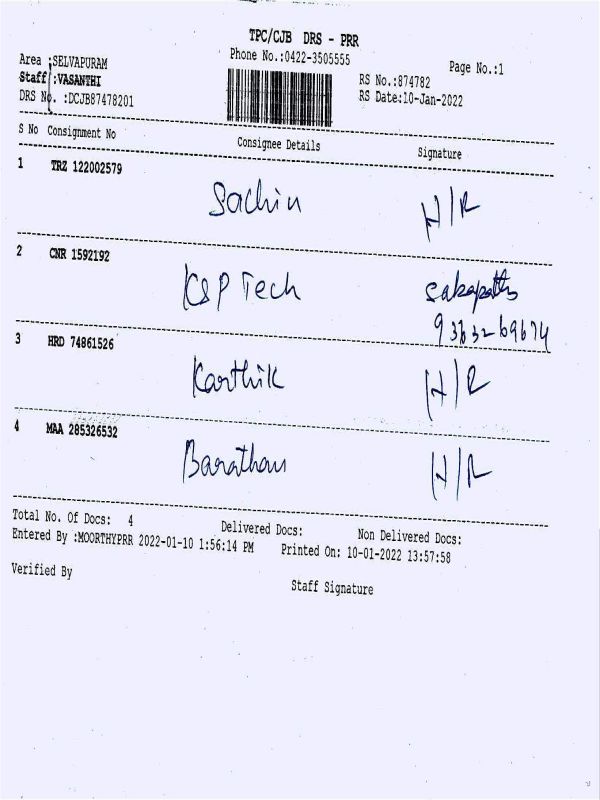 TPC/CJB DRS - PRR
Phone No.:0422-3505555
Page No.:1
Area :SELVAPURAM
Staff :VASANTHI
DRS No. :DCJB87478201
RS No.:874782
RS Date:10-Jan-2022
S No Consignment No Consignee Details Signature
1 TRZ 122002579
Sachin H/R
2 CNR 1592192
KSP Tech
3 HRD 74861526
Karthik H/R
4 MAA 285326532
Barathan H/R
Total No. Of Docs: 4 Delivered Docs: Non Delivered Docs:
Entered By :MOORTHYPRR 2022-01-10 1:56:14 PM Printed On: 10-01-2022 13:57:58
Verified By Staff Signature